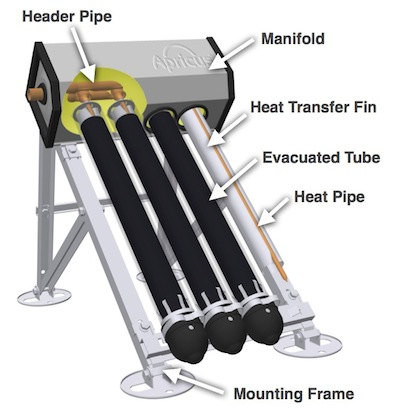 Header Pipe
Manifold
Apricus
Heat Transfer Fin
Evacuated Tube
Heat Pipe
Mounting Frame